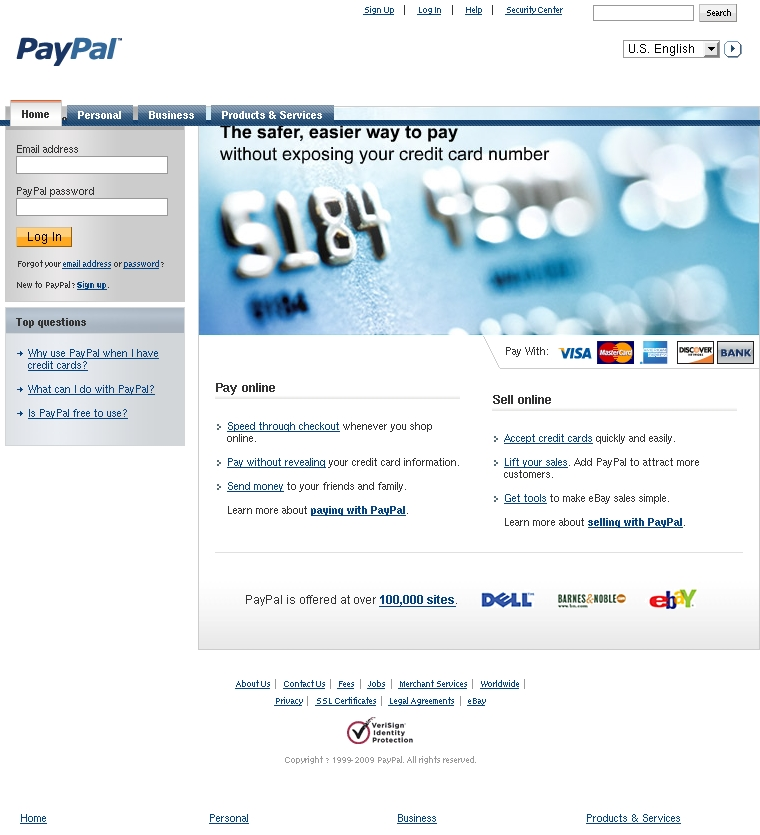 Sign Up | Log In | Help | Security Center
Search
PayPal™
U.S. English
Home
Personal
Business
Products & Services
Email address
PayPal password
Log In
Forgot your email address or password?
New to PayPal? Sign up.
Top questions
Why use PayPal when I have
credit cards?
What can I do with PayPal?
Is PayPal free to use?
The safer, easier way to pay
without exposing your credit card number
5184
5184
Pay With:
VISA
MasterCard
DISCOVER
BANK
Pay online
Speed through checkout whenever you shop
online.
Pay without revealing your credit card information.
Send money to your friends and family.
Learn more about paying with PayPal.
Sell online
Accept credit cards quickly and easily.
Lift your sales. Add PayPal to attract more
customers.
Get tools to make eBay sales simple.
Learn more about selling with PayPal.
PayPal is offered at over 100,000 sites.
DELL™
BARNES&NOBLE
www.bn.com
ebaY
About Us | Contact Us | Fees | Jobs | Merchant Services | Worldwide |
Privacy | SSL Certificates | Legal Agreements | eBay
VeriSign
Identity
Protection
Copyright ? 1999-2009 PayPal. All rights reserved.
Home
Personal
Business
Products & Services